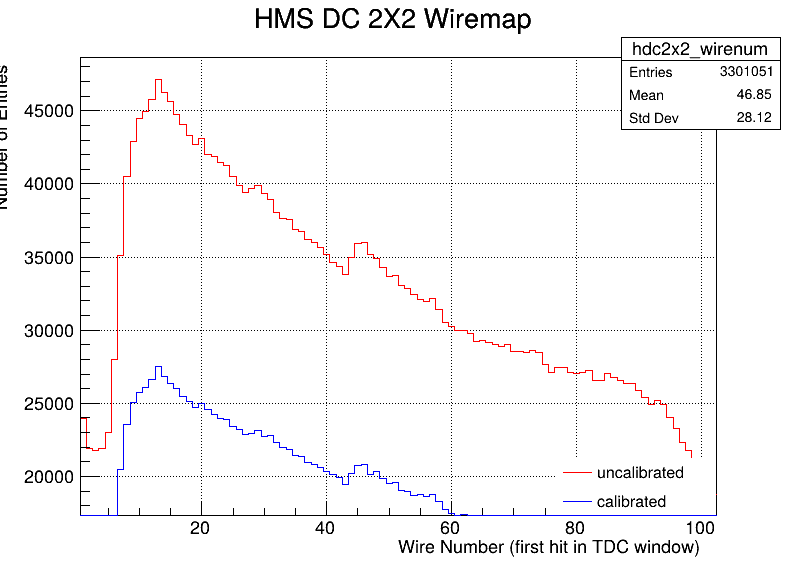 HMS DC 2X2 Wiremap
hdc2x2_wirenum
Entries 3301051
Mean 46.85
Std Dev 28.12
Number of Entries
45000
40000
35000
30000
25000
20000
uncalibrated
calibrated
20 40 60 80 100
Wire Number (first hit in TDC window)